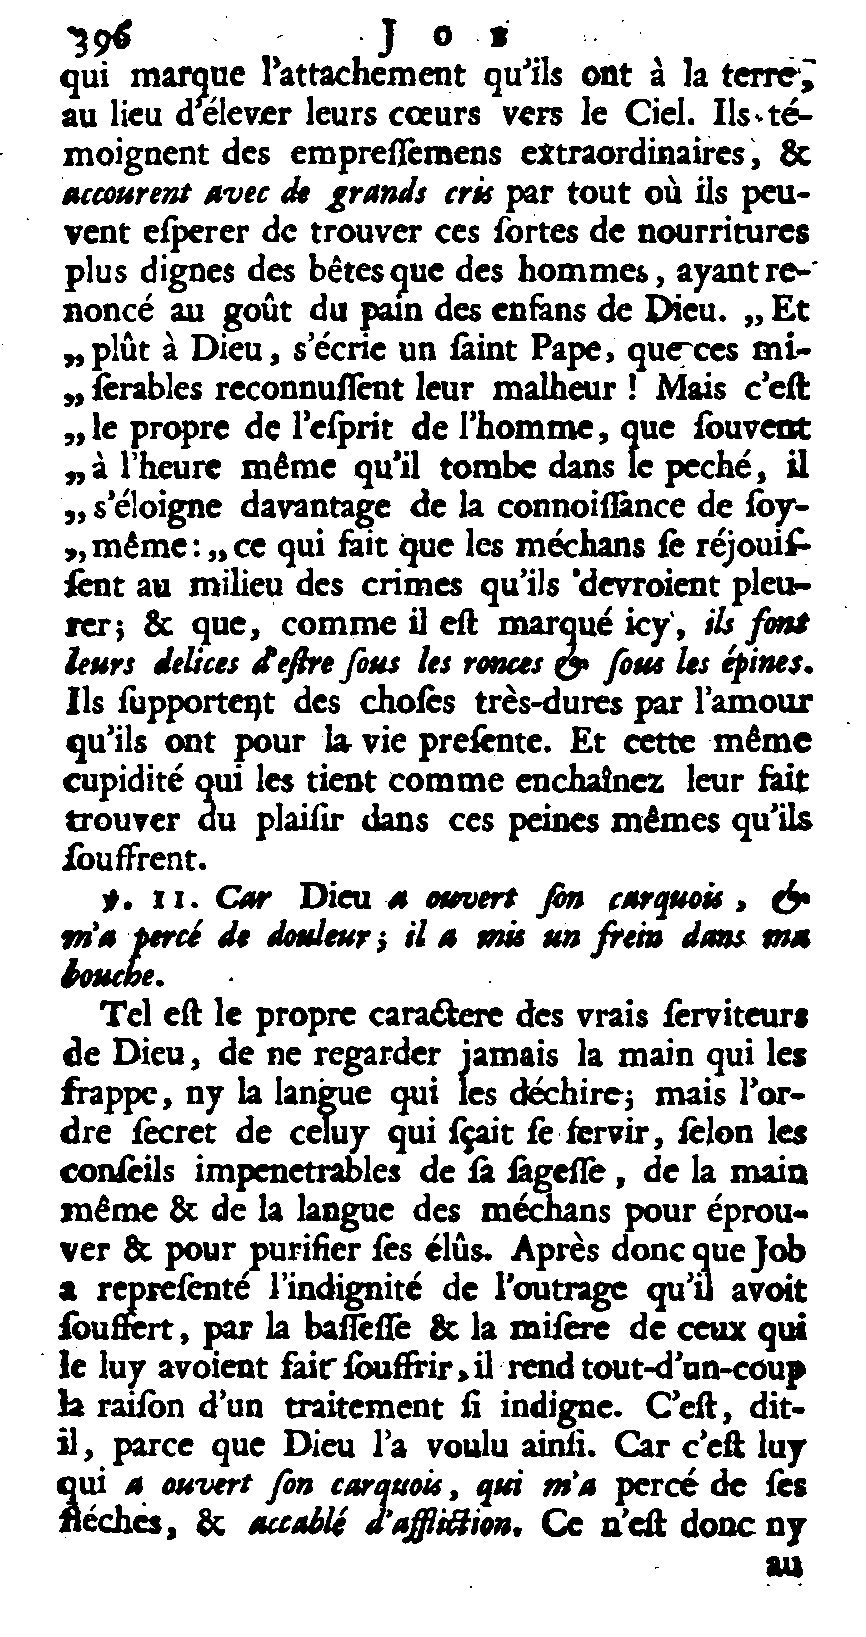 396 JOB
qui marque l'attachement qu'ils ont à la terre,
au lieu d'élever leurs cœurs vers le Ciel. Ils té-
moignent des empreſſemens extraordinaires, &
accourent avec de grands cris par tout où ils peu-
vent eſperer de trouver ces ſortes de nourritures
plus dignes des bêtes que des hommes, ayant re-
noncé au goût du pain des enfans de Dieu. „Et
„plût à Dieu, s'écrie un ſaint Pape, que ces mi-
„ſerables reconnuſſent leur malheur ! Mais c'eſt
„le propre de l'eſprit de l'homme, que ſouvent
„à l'heure même qu'il tombe dans le peché, il
„s'éloigne davantage de la connoiſſance de ſoy-
„même: „ce qui fait que les méchans ſe réjouiſ-
ſent au milieu des crimes qu'ils devroient pleu-
rer; & que, comme il eſt marqué icy, ils font
leurs delices d'eſtre ſous les ronces & ſous les épines.
Ils ſupportent des choſes très-dures par l'amour
qu'ils ont pour la vie preſente. Et cette même
cupidité qui les tient comme enchaînez leur fait
trouver du plaiſir dans ces peines mêmes qu'ils
ſouffrent.
℣. 11. Car Dieu a ouvert ſon carquois, &
m'a percé de douleur; il a mis un frein dans ma
bouche.
Tel eſt le propre caractere des vrais ſerviteurs
de Dieu, de ne regarder jamais la main qui les
frappe, ny la langue qui les déchire; mais l'or-
dre ſecret de celuy qui ſçait ſe ſervir, ſelon les
conſeils impenetrables de ſa ſageſſe, de la main
même & de la langue des méchans pour éprou-
ver & pour purifier ſes élûs. Après donc que Job
a repreſenté l'indignité de l'outrage qu'il avoit
ſouffert, par la baſſeſſe & la miſere de ceux qui
le luy avoient fait ſouffrir, il rend tout-d'un-coup
la raiſon d'un traitement ſi indigne. C'eſt, dit-
il, parce que Dieu l'a voulu ainſi. Car c'eſt luy
qui a ouvert ſon carquois, qui m'a percé de ſes
fléches, & accablé d'affliction. Ce n'eſt donc ny
au